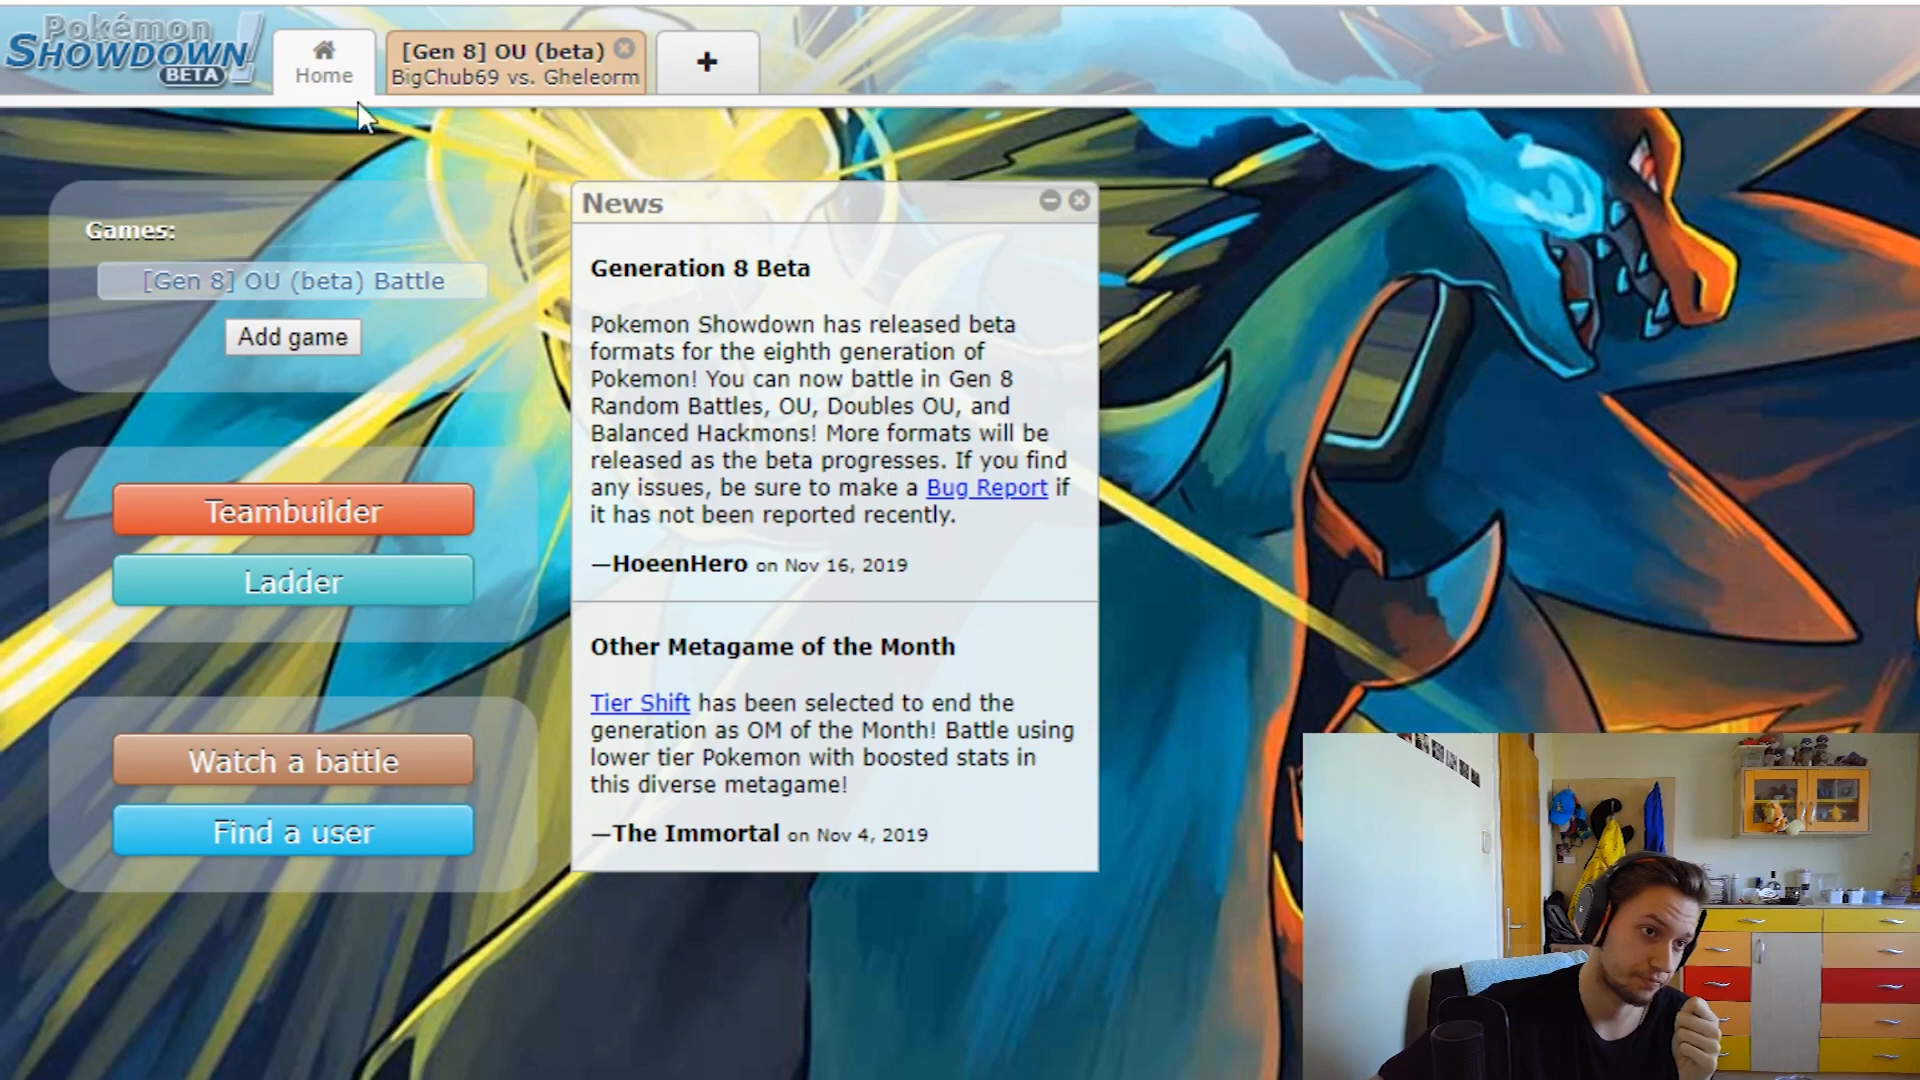 Pokémon
SHOWDOWN!
BETA
Home
[Gen 8] OU (beta)
BigChub69 vs. Gheleorm
+
Games:
[Gen 8] OU (beta) Battle
Add game
Teambuilder
Ladder
Watch a battle
Find a user
News
Generation 8 Beta
Pokemon Showdown has released beta
formats for the eighth generation of
Pokemon! You can now battle in Gen 8
Random Battles, OU, Doubles OU, and
Balanced Hackmons! More formats will be
released as the beta progresses. If you find
any issues, be sure to make a Bug Report if
it has not been reported recently.
—HoeenHero on Nov 16, 2019
Other Metagame of the Month
Tier Shift has been selected to end the
generation as OM of the Month! Battle using
lower tier Pokemon with boosted stats in
this diverse metagame!
—The Immortal on Nov 4, 2019